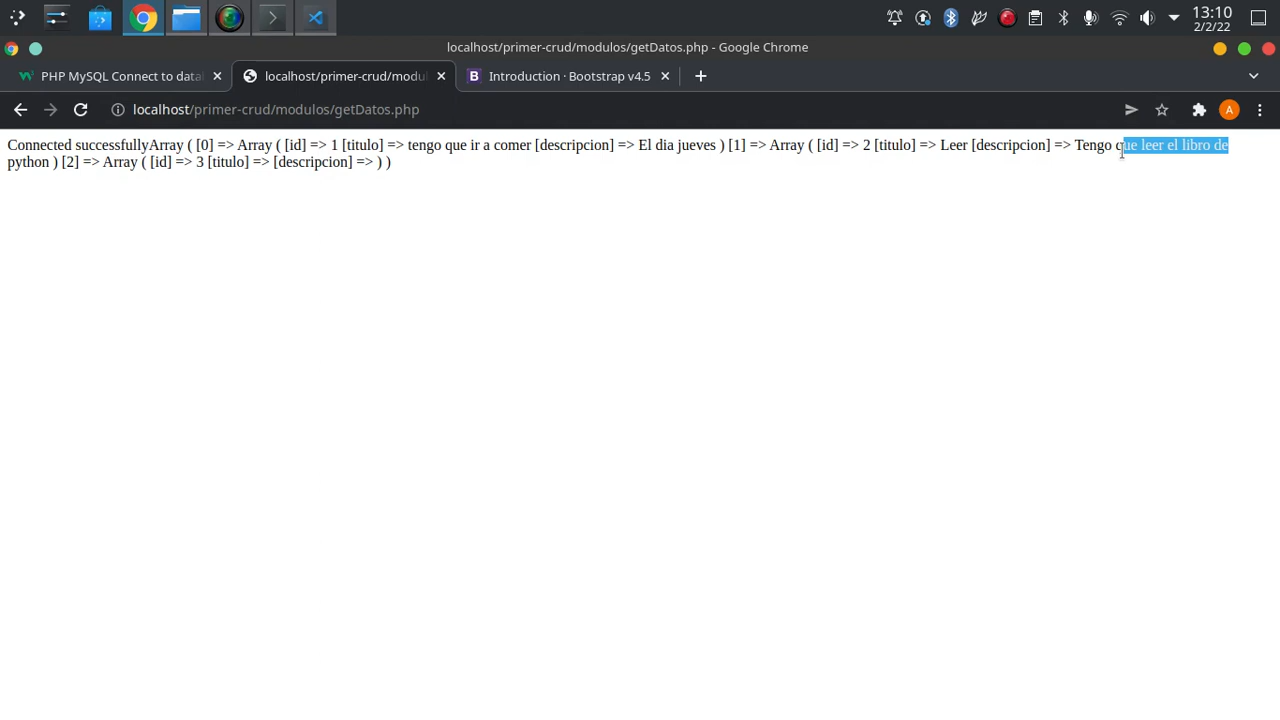 13:10
2/2/22
localhost/primer-crud/modulos/getDatos.php - Google Chrome
PHP MySQL Connect to datal
localhost/primer-crud/modul
Introduction · Bootstrap v4.5
localhost/primer-crud/modulos/getDatos.php
A
Connected successfullyArray ( [0] => Array ( [id] => 1 [titulo] => tengo que ir a comer [descripcion] => El dia jueves ) [1] => Array ( [id] => 2 [titulo] => Leer [descripcion] => Tengo que leer el libro de
python ) [2] => Array ( [id] => 3 [titulo] => [descripcion] => ) )